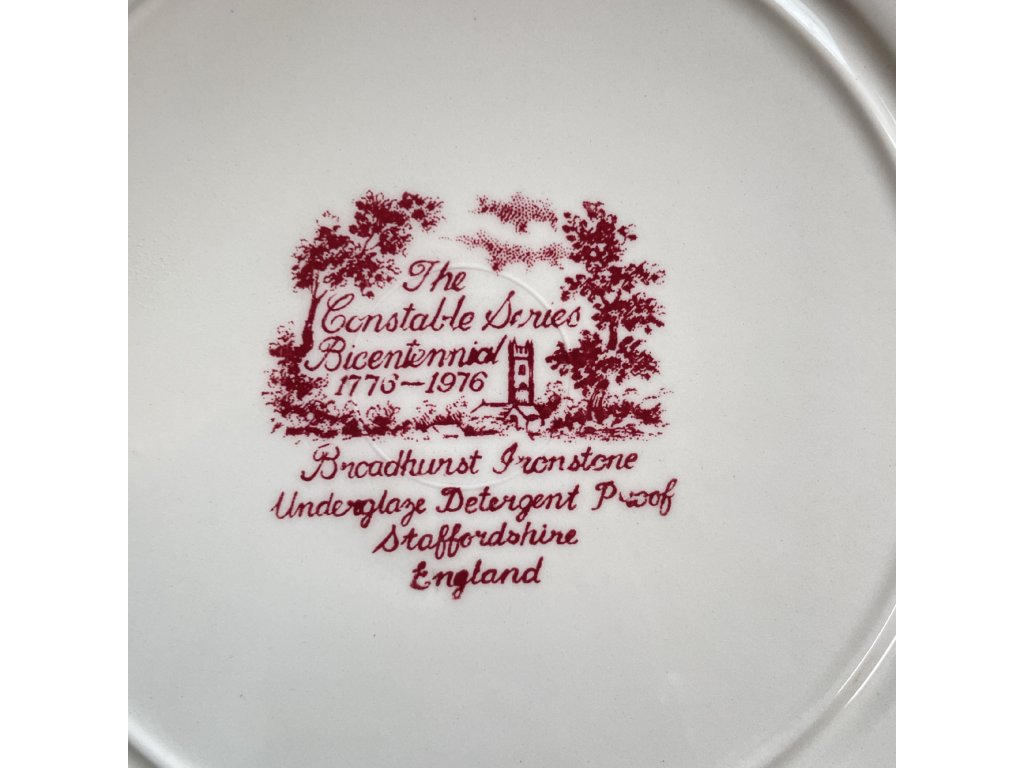 The
Constable Series
Bicentennial
1776-1976
Broadhurst Ironstone
Underglaze Detergent Proof
Staffordshire
England